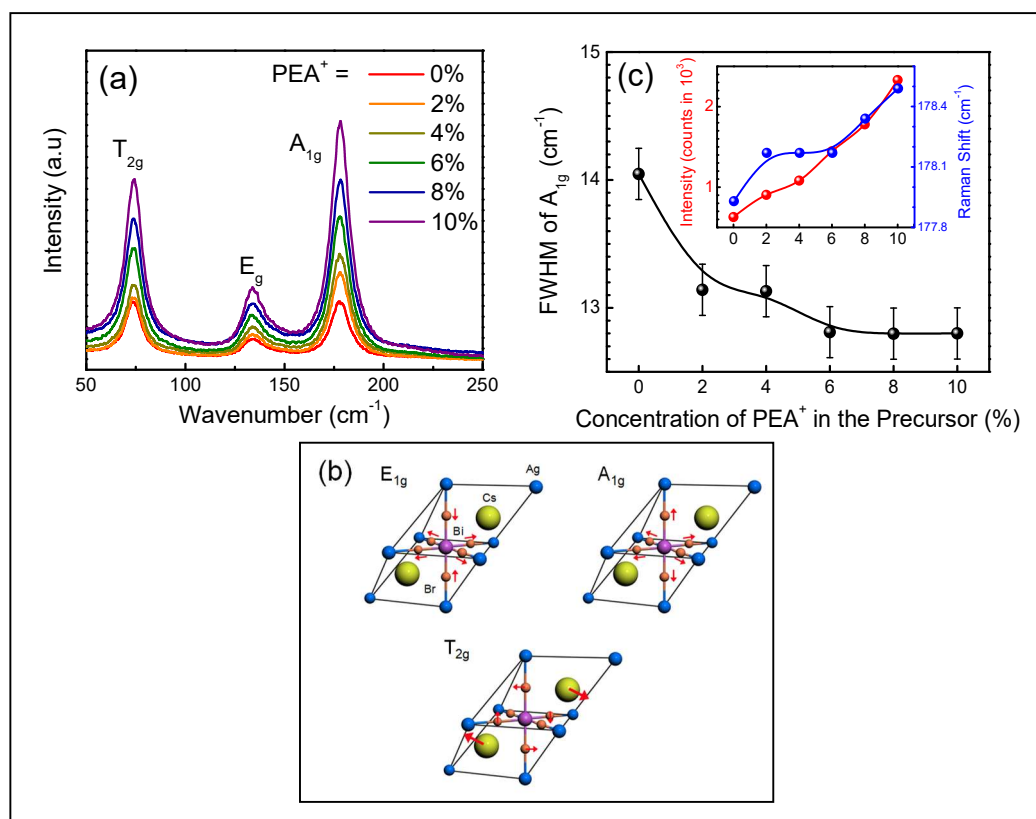 (a)
PEA⁺ =
0%
2%
4%
6%
8%
10%
T₂g
E_g
A₁g
Intensity (a.u)
50 100 150 200 250
Wavenumber (cm⁻¹)
(c)
15
14
13
FWHM of A₁g (cm⁻¹)
0 2 4 6 8 10
Concentration of PEA⁺ in the Precursor (%)
Intensity (counts in 10³)
2
1
0 2 4 6 8 10
178.4
178.1
177.8
Raman Shift (cm⁻¹)
(b)
E₁g
Ag
Cs
Bi
Br
A₁g
T₂g